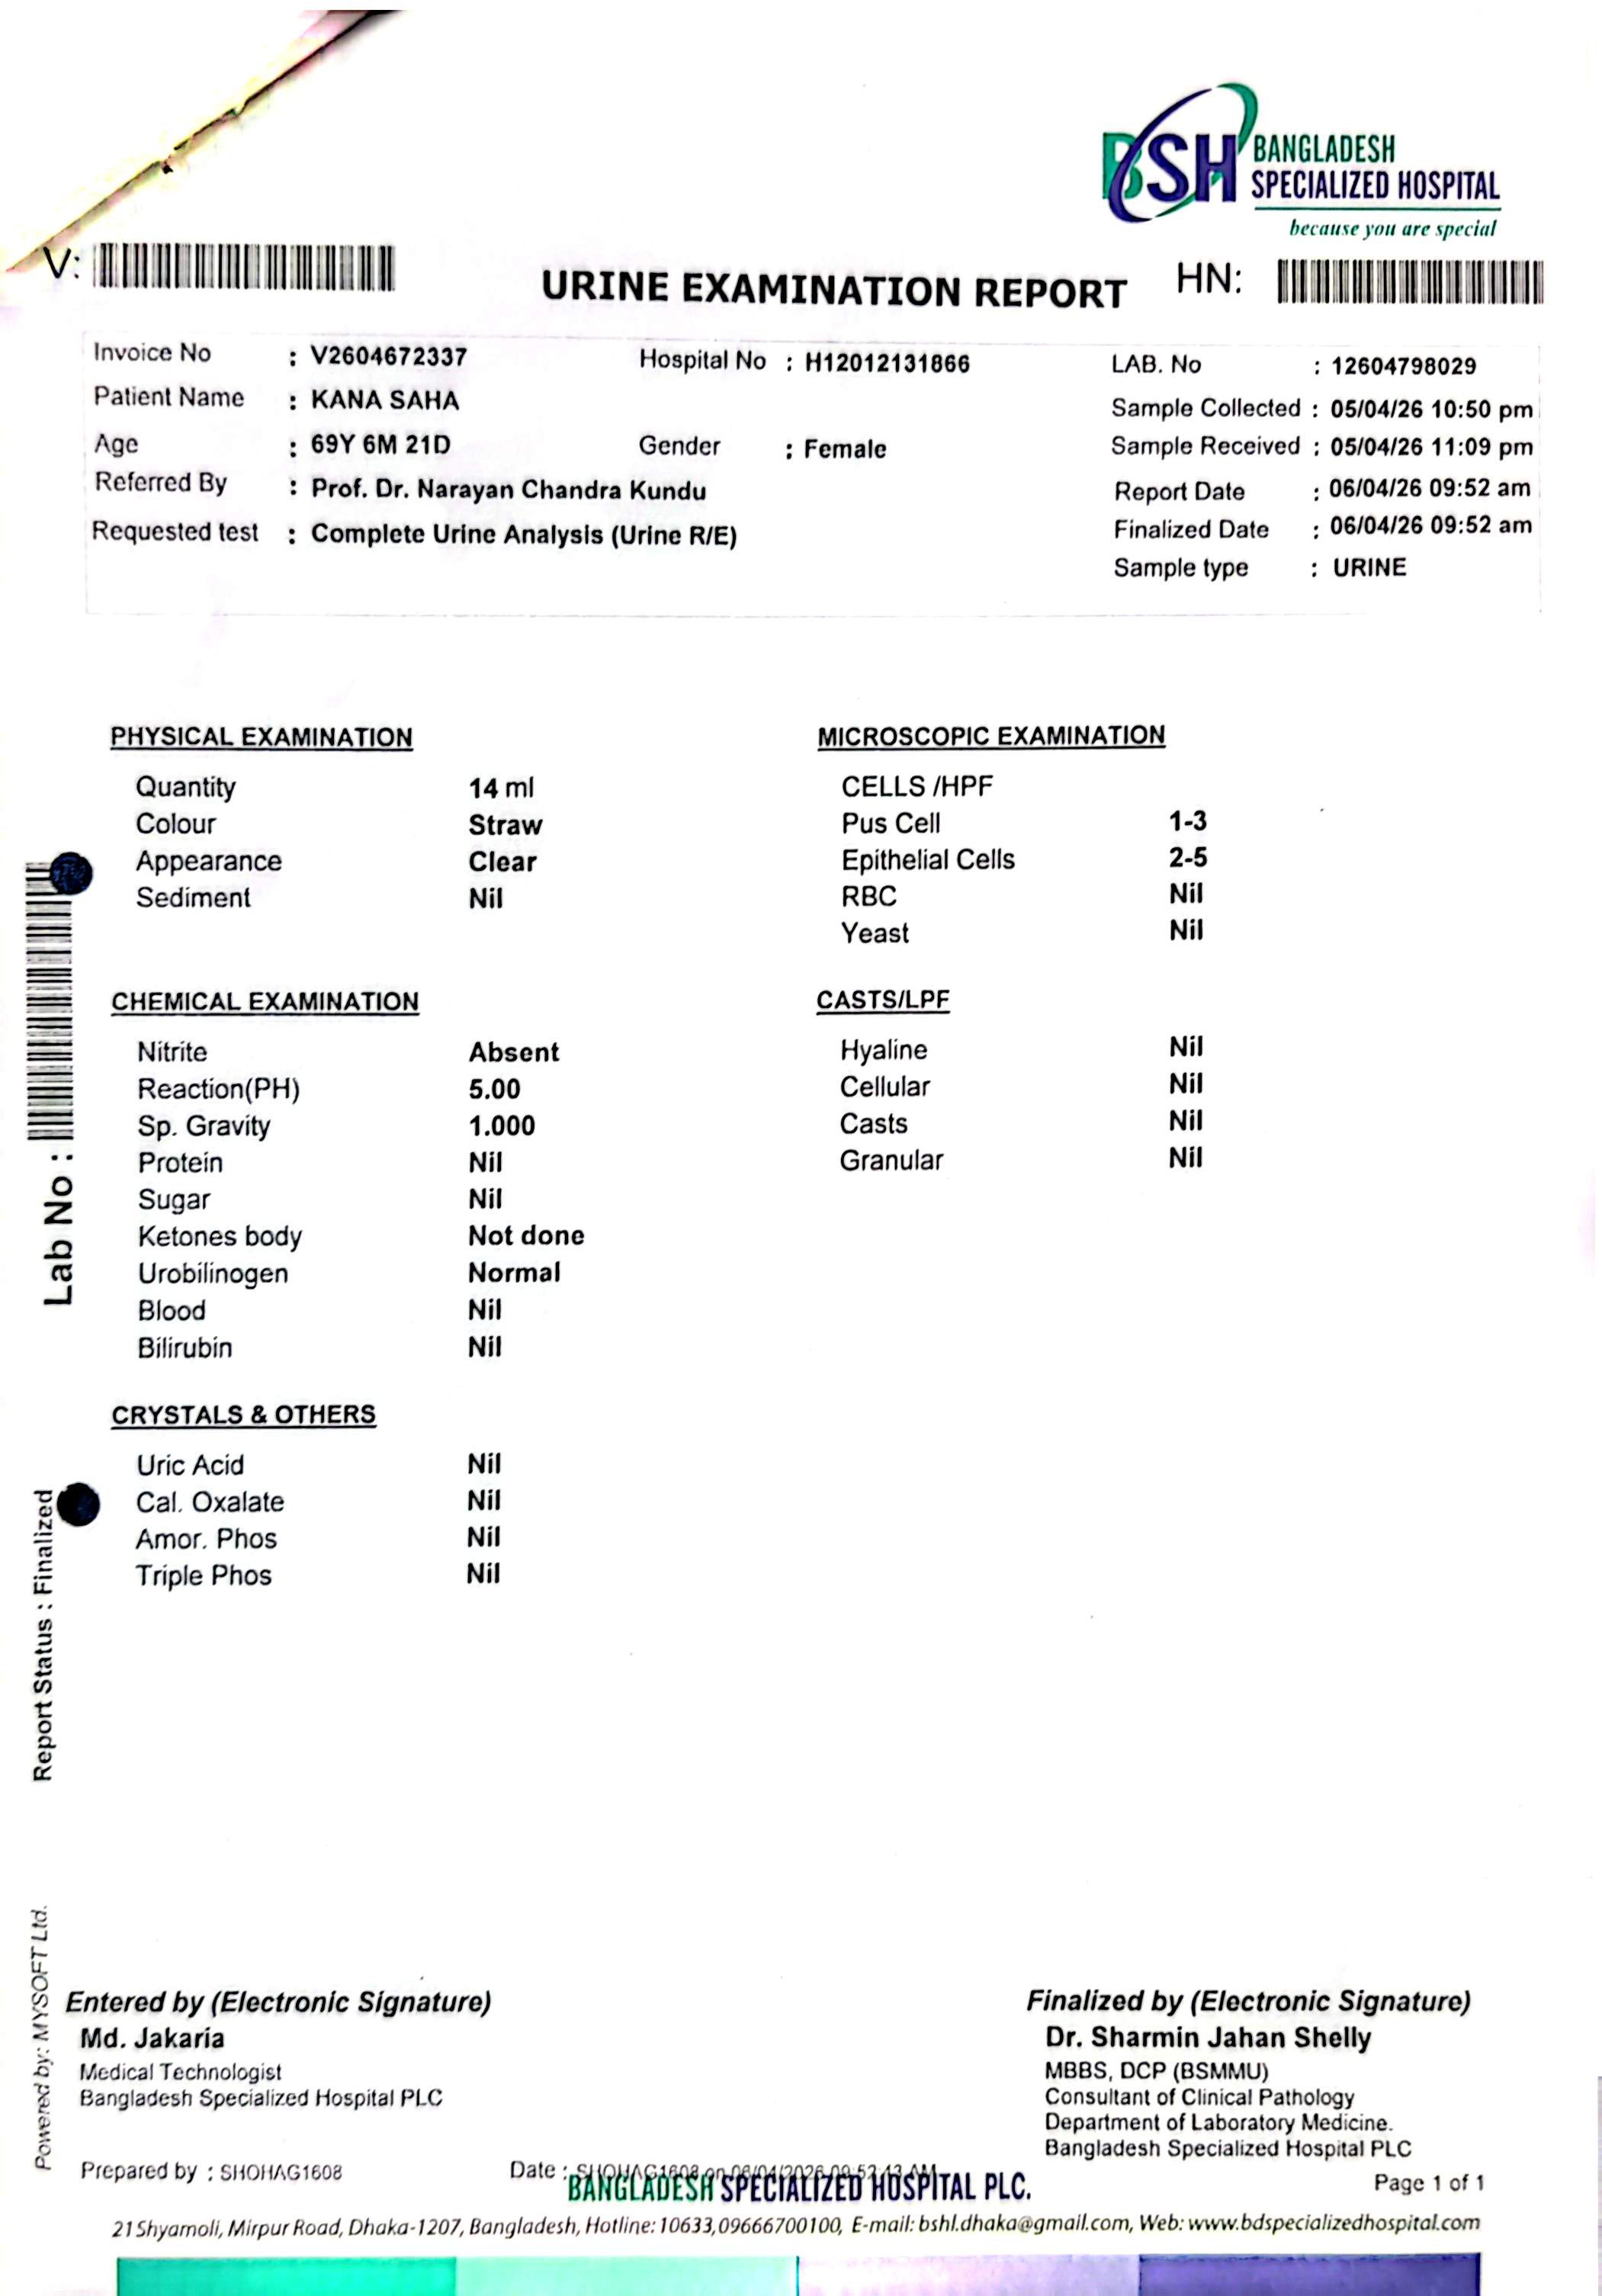 BSH BANGLADESH
SPECIALIZED HOSPITAL
because you are special
V:
URINE EXAMINATION REPORT
HN:
Invoice No : V2604672337
Hospital No : H12012131866
LAB. No : 12604798029
Patient Name : KANA SAHA
Sample Collected : 05/04/26 10:50 pm
Age : 69Y 6M 21D
Gender : Female
Sample Received : 05/04/26 11:09 pm
Referred By : Prof. Dr. Narayan Chandra Kundu
Report Date : 06/04/26 09:52 am
Requested test : Complete Urine Analysis (Urine R/E)
Finalized Date : 06/04/26 09:52 am
Sample type : URINE
PHYSICAL EXAMINATION
Quantity 14 ml
Colour Straw
Appearance Clear
Sediment Nil
MICROSCOPIC EXAMINATION
CELLS /HPF
Pus Cell 1-3
Epithelial Cells 2-5
RBC Nil
Yeast Nil
CHEMICAL EXAMINATION
Nitrite Absent
Reaction(PH) 5.00
Sp. Gravity 1.000
Protein Nil
Sugar Nil
Ketones body Not done
Urobilinogen Normal
Blood Nil
Bilirubin Nil
CASTS/LPF
Hyaline Nil
Cellular Nil
Casts Nil
Granular Nil
CRYSTALS & OTHERS
Uric Acid Nil
Cal. Oxalate Nil
Amor. Phos Nil
Triple Phos Nil
Lab No :
Report Status : Finalized
Powered by: MYSOFT Ltd.
Entered by (Electronic Signature)
Md. Jakaria
Medical Technologist
Bangladesh Specialized Hospital PLC
Finalized by (Electronic Signature)
Dr. Sharmin Jahan Shelly
MBBS, DCP (BSMMU)
Consultant of Clinical Pathology
Department of Laboratory Medicine.
Bangladesh Specialized Hospital PLC
Prepared by : SHOHAG1608
Date : SHOHAG1608 on 06/04/2026 09:52:43 AM
Page 1 of 1
BANGLADESH SPECIALIZED HOSPITAL PLC.
21 Shyamoli, Mirpur Road, Dhaka-1207, Bangladesh, Hotline: 10633,09666700100, E-mail: bshl.dhaka@gmail.com, Web: www.bdspecializedhospital.com